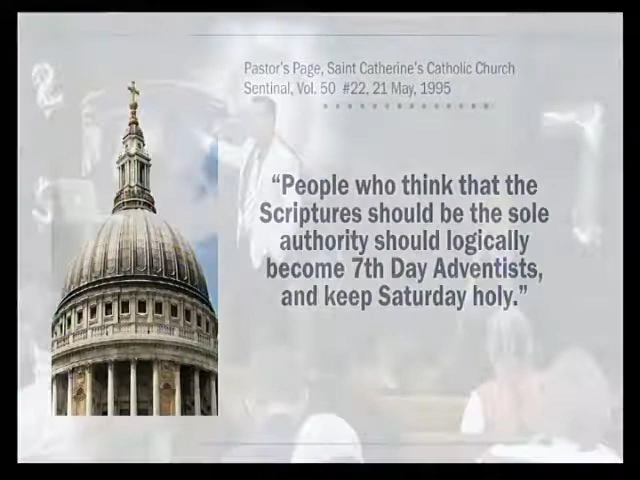 Pastor's Page, Saint Catherine's Catholic Church
Sentinal, Vol. 50 #22, 21 May, 1995
“People who think that the
Scriptures should be the sole
authority should logically
become 7th Day Adventists,
and keep Saturday holy.”